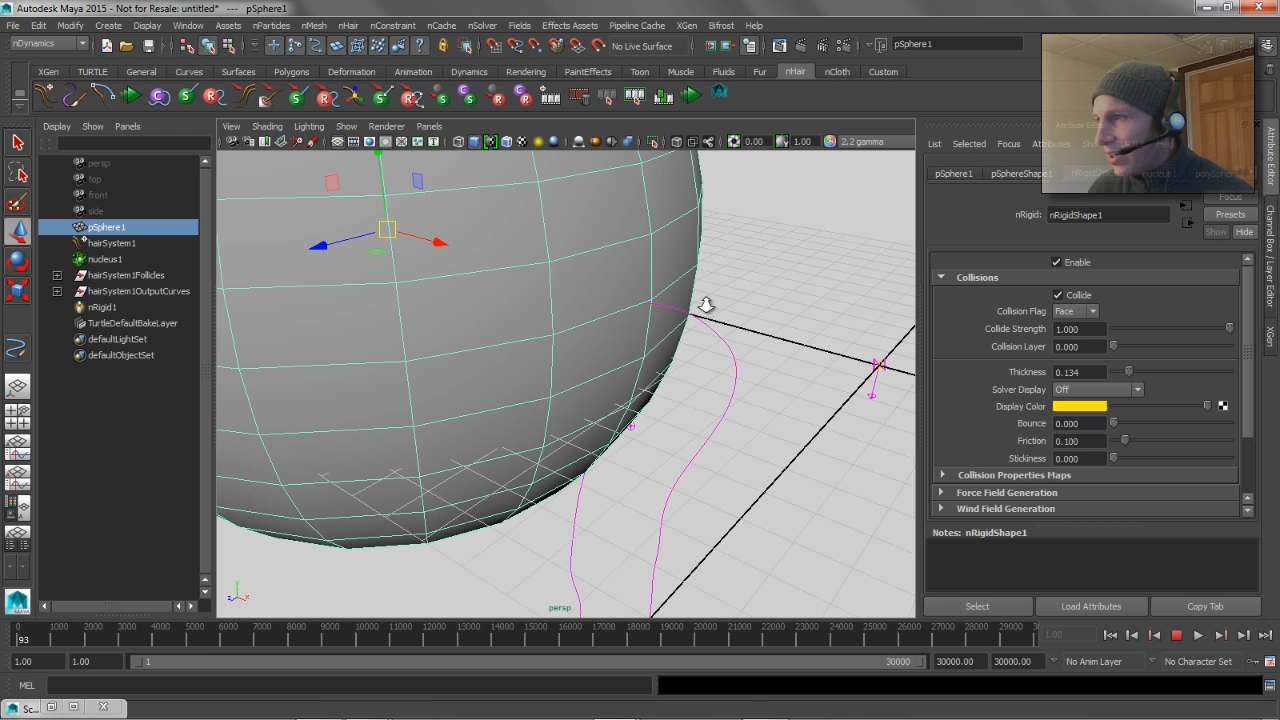 Autodesk Maya 2015 - Not for Resale: untitled* --- pSphere1
File Edit Modify Create Display Window Assets nParticles nMesh nHair nConstraint nCache nSolver Fields Effects Assets Pipeline Cache XGen Bifrost Help
nDynamics
No Live Surface
pSphere1
XGen TURTLE General Curves Surfaces Polygons Deformation Animation Dynamics Rendering PaintEffects Toon Muscle Fluids Fur nHair nCloth Custom
Display Show Panels
View Shading Lighting Show Renderer Panels
0.00 1.00 2.2 gamma
persp
top
front
side
pSphere1
hairSystem1
nucleus1
hairSystem1Follicles
hairSystem1OutputCurves
nRigid1
TurtleDefaultBakeLayer
defaultLightSet
defaultObjectSet
persp
List Selected Focus Attributes
pSphere1 pSphereShape1
nRigid: nRigidShape1
Focus
Presets
Show Hide
Enable
Collisions
Collide
Collision Flag Face
Collide Strength 1.000
Collision Layer 0.000
Thickness 0.134
Solver Display Off
Display Color
Bounce 0.000
Friction 0.100
Stickiness 0.000
Collision Properties Maps
Force Field Generation
Wind Field Generation
Notes: nRigidShape1
Select Load Attributes Copy Tab
Attribute Editor
Channel Box / Layer Editor
XGen
0 1000 2000 3000 4000 5000 6000 7000 8000 9000 10000 11000 12000 13000 14000 15000 16000 17000 18000 19000 20000 21000 22000 23000 24000 25000 26000 27000 28000 29000
93
1.00
1.00 1.00 1 30000 30000.00 30000.00 No Anim Layer No Character Set
MEL
Sc...